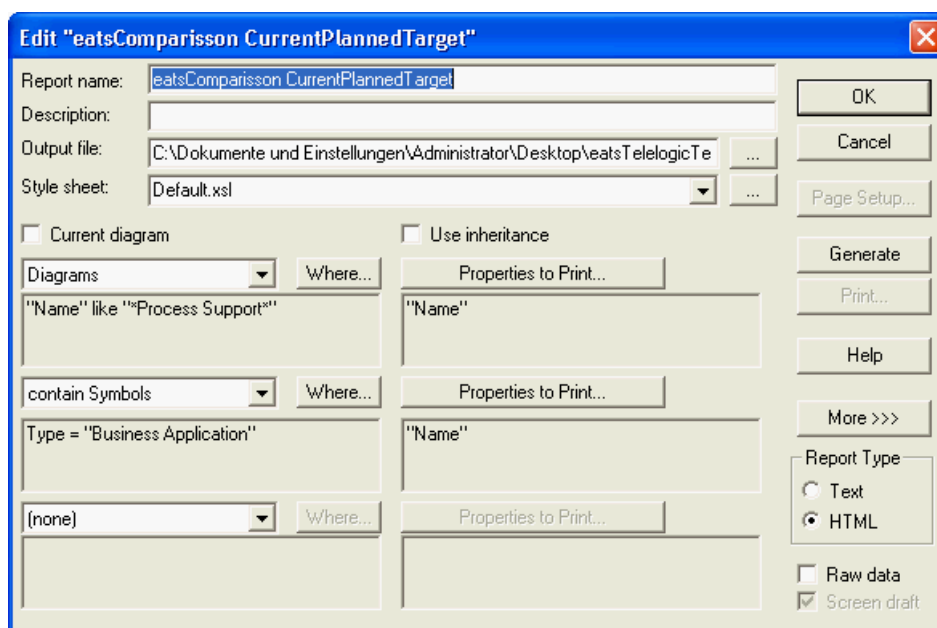 Edit "eatsComparisson CurrentPlannedTarget"
Report name: eatsComparisson CurrentPlannedTarget
OK
Description:
Cancel
Output file: C:\Dokumente und Einstellungen\Administrator\Desktop\eatsTelelogicTe ...
Style sheet: Default.xsl ...
Page Setup...
Current diagram Use inheritance
Generate
Diagrams Where... Properties to Print...
Print...
"Name" like "*Process Support*" "Name"
Help
contain Symbols Where... Properties to Print...
More >>>
Type = "Business Application" "Name"
Report Type
Text
(none) Where... Properties to Print...
HTML
Raw data
Screen draft